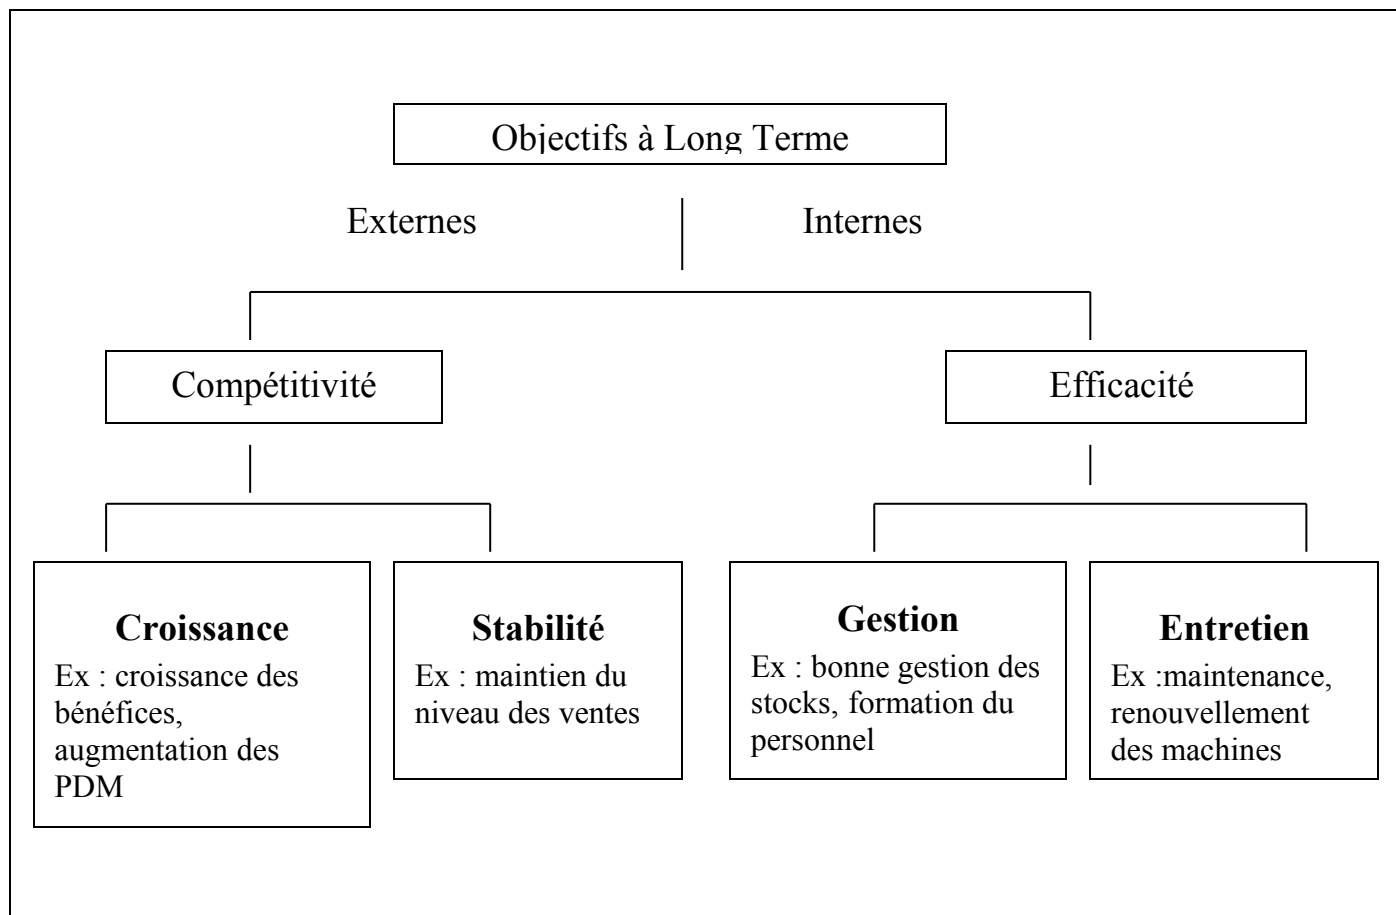 Objectifs à Long Terme
Externes
Internes
Compétitivité
Efficacité
Croissance
Ex : croissance des
bénéfices,
augmentation des
PDM
Stabilité
Ex : maintien du
niveau des ventes
Gestion
Ex : bonne gestion des
stocks, formation du
personnel
Entretien
Ex :maintenance,
renouvellement
des machines